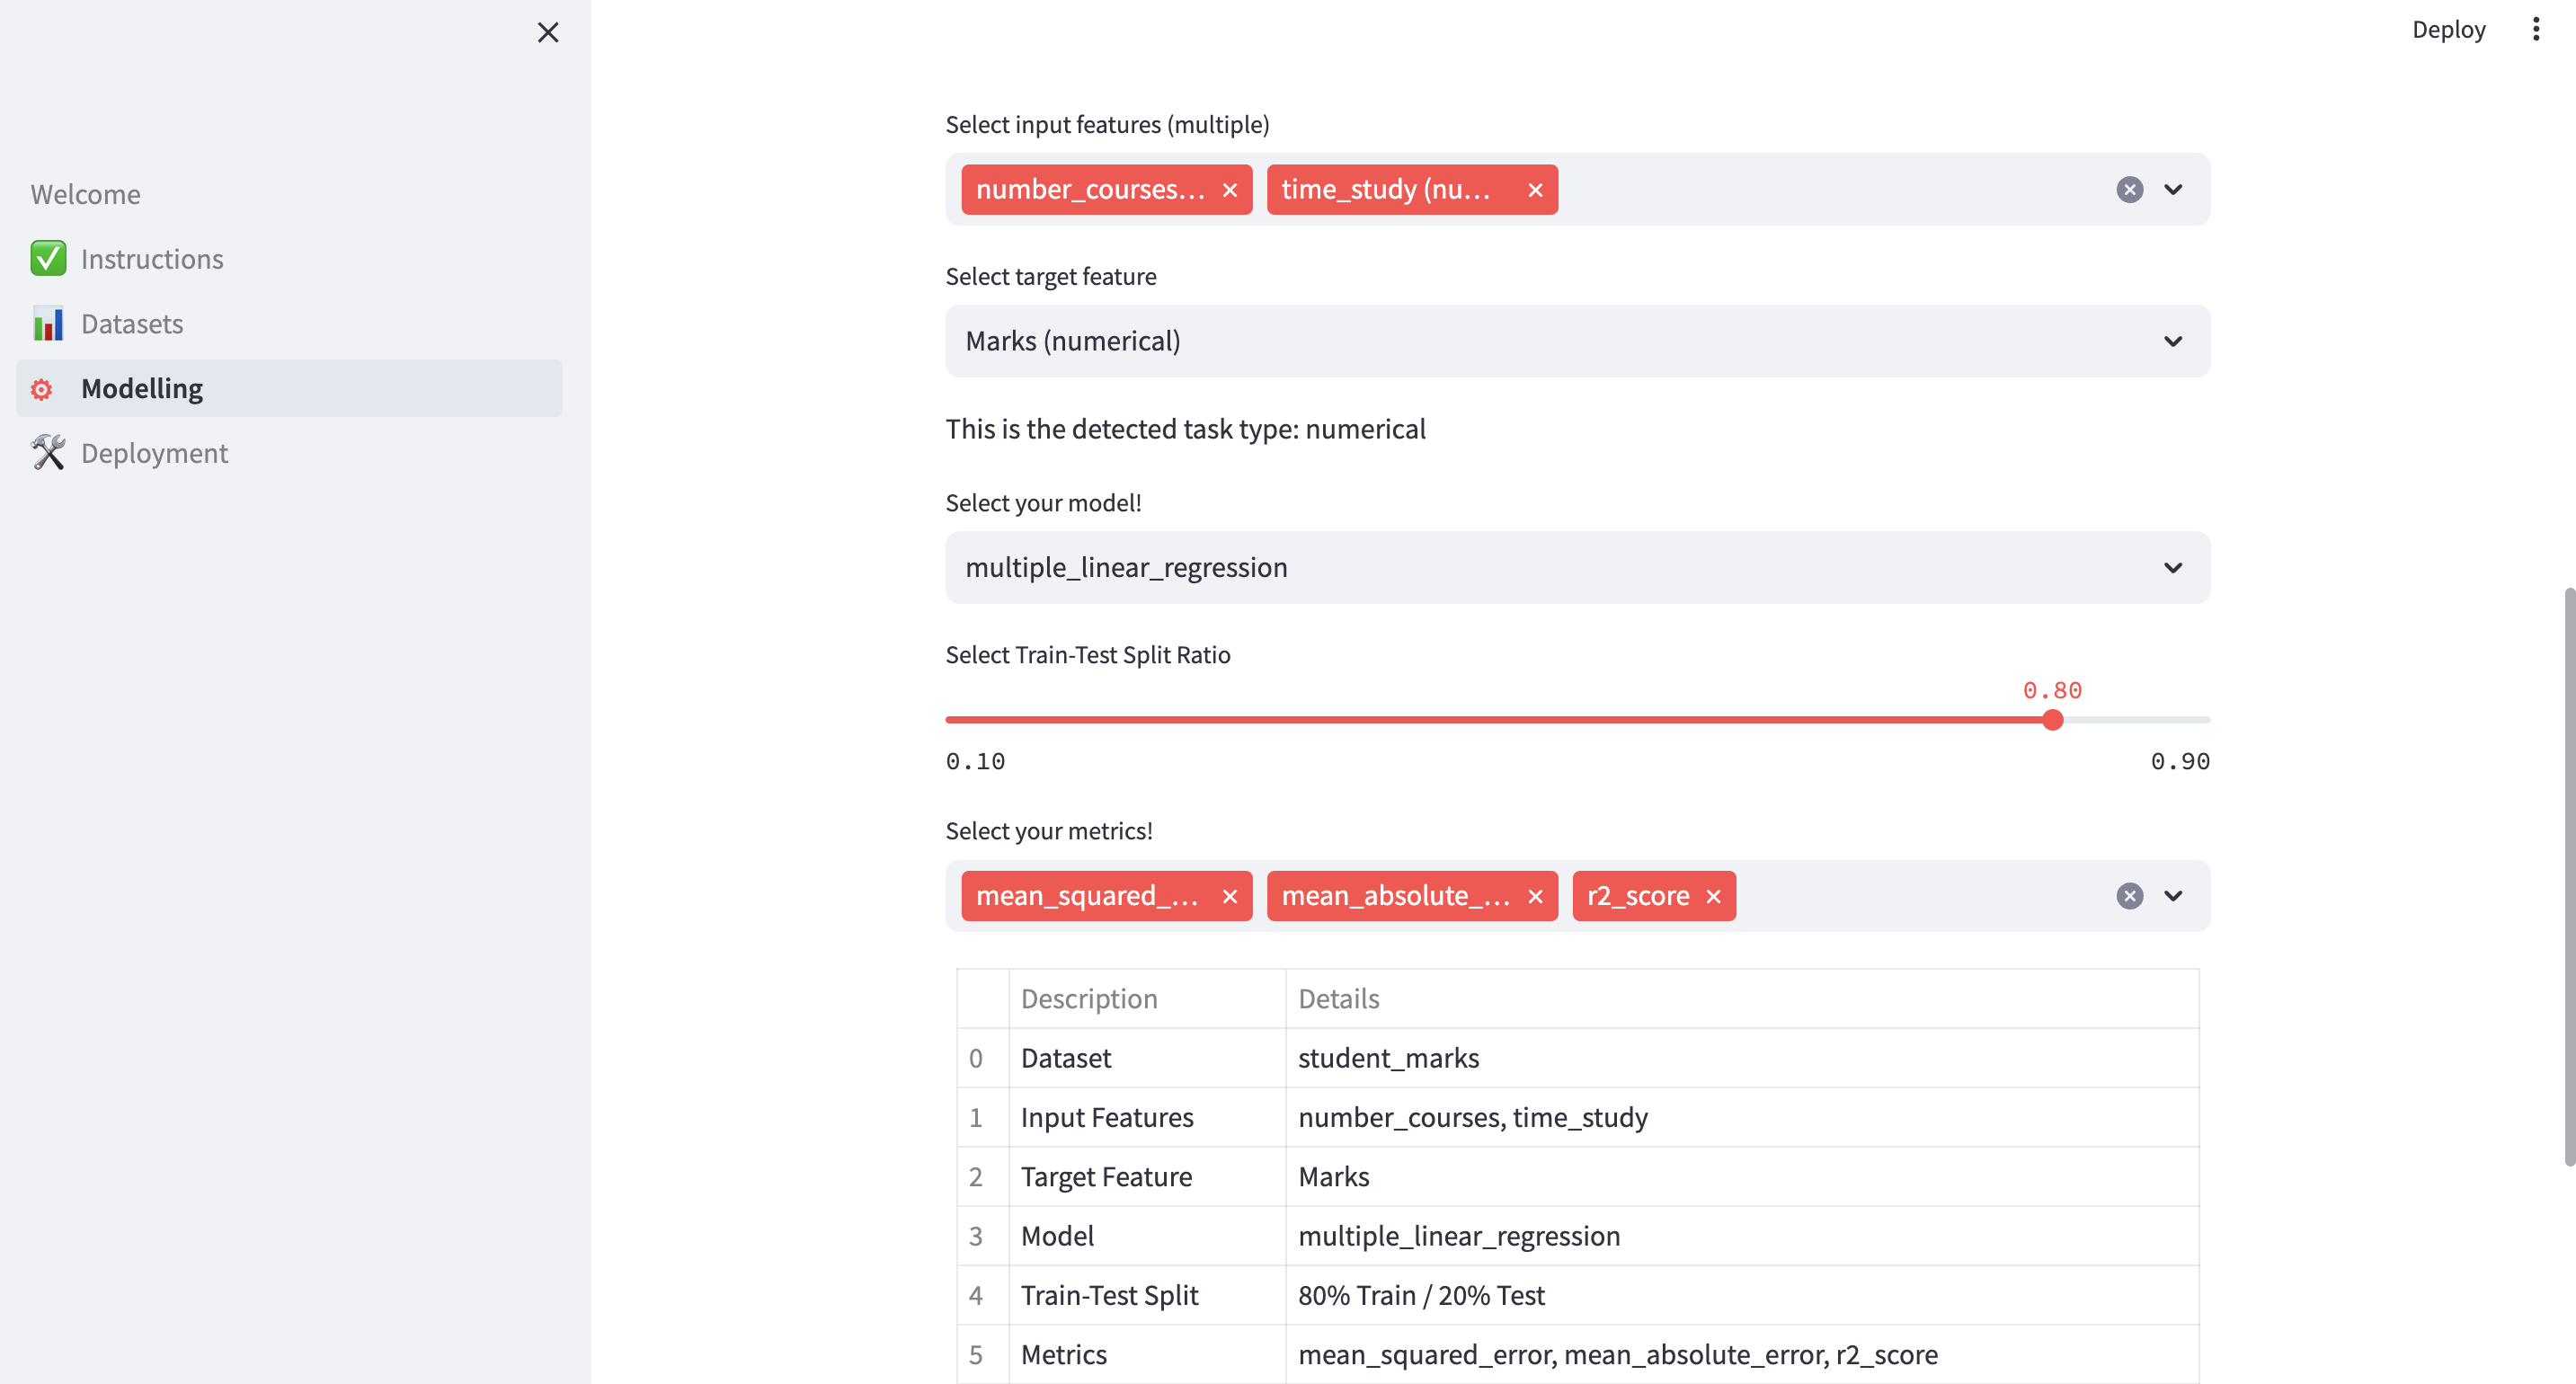 Deploy
Welcome
Instructions
Datasets
Modelling
Deployment
Select input features (multiple)
number_courses... time_study (nu...
Select target feature
Marks (numerical)
This is the detected task type: numerical
Select your model!
multiple_linear_regression
Select Train-Test Split Ratio
0.80
0.10 0.90
Select your metrics!
mean_squared_... mean_absolute_... r2_score
Description Details
0 Dataset student_marks
1 Input Features number_courses, time_study
2 Target Feature Marks
3 Model multiple_linear_regression
4 Train-Test Split 80% Train / 20% Test
5 Metrics mean_squared_error, mean_absolute_error, r2_score